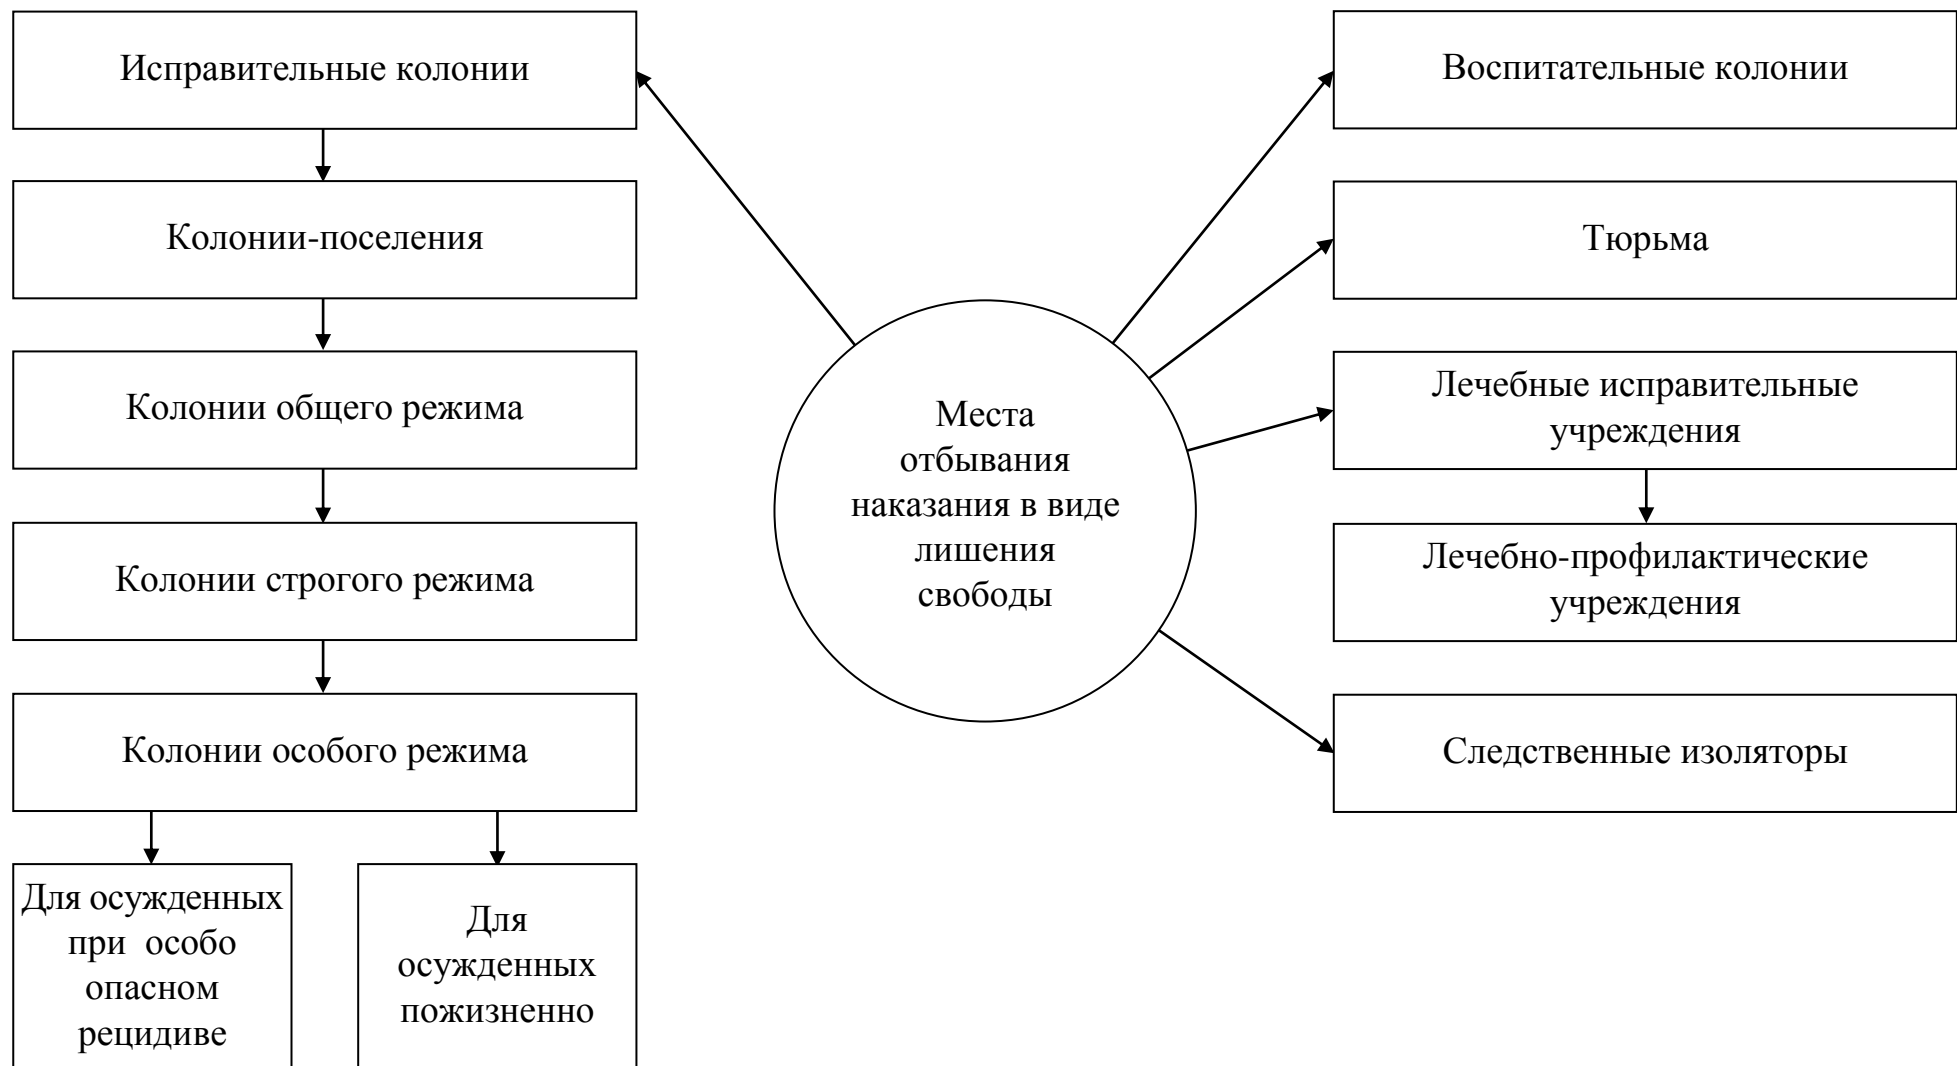 Исправительные колонии
Колонии-поселения
Колонии общего режима
Колонии строгого режима
Колонии особого режима
Для осужденных
при особо
опасном
рецидиве
Для
осужденных
пожизненно
Места
отбывания
наказания в виде
лишения
свободы
Воспитательные колонии
Тюрьма
Лечебные исправительные
учреждения
Лечебно-профилактические
учреждения
Следственные изоляторы